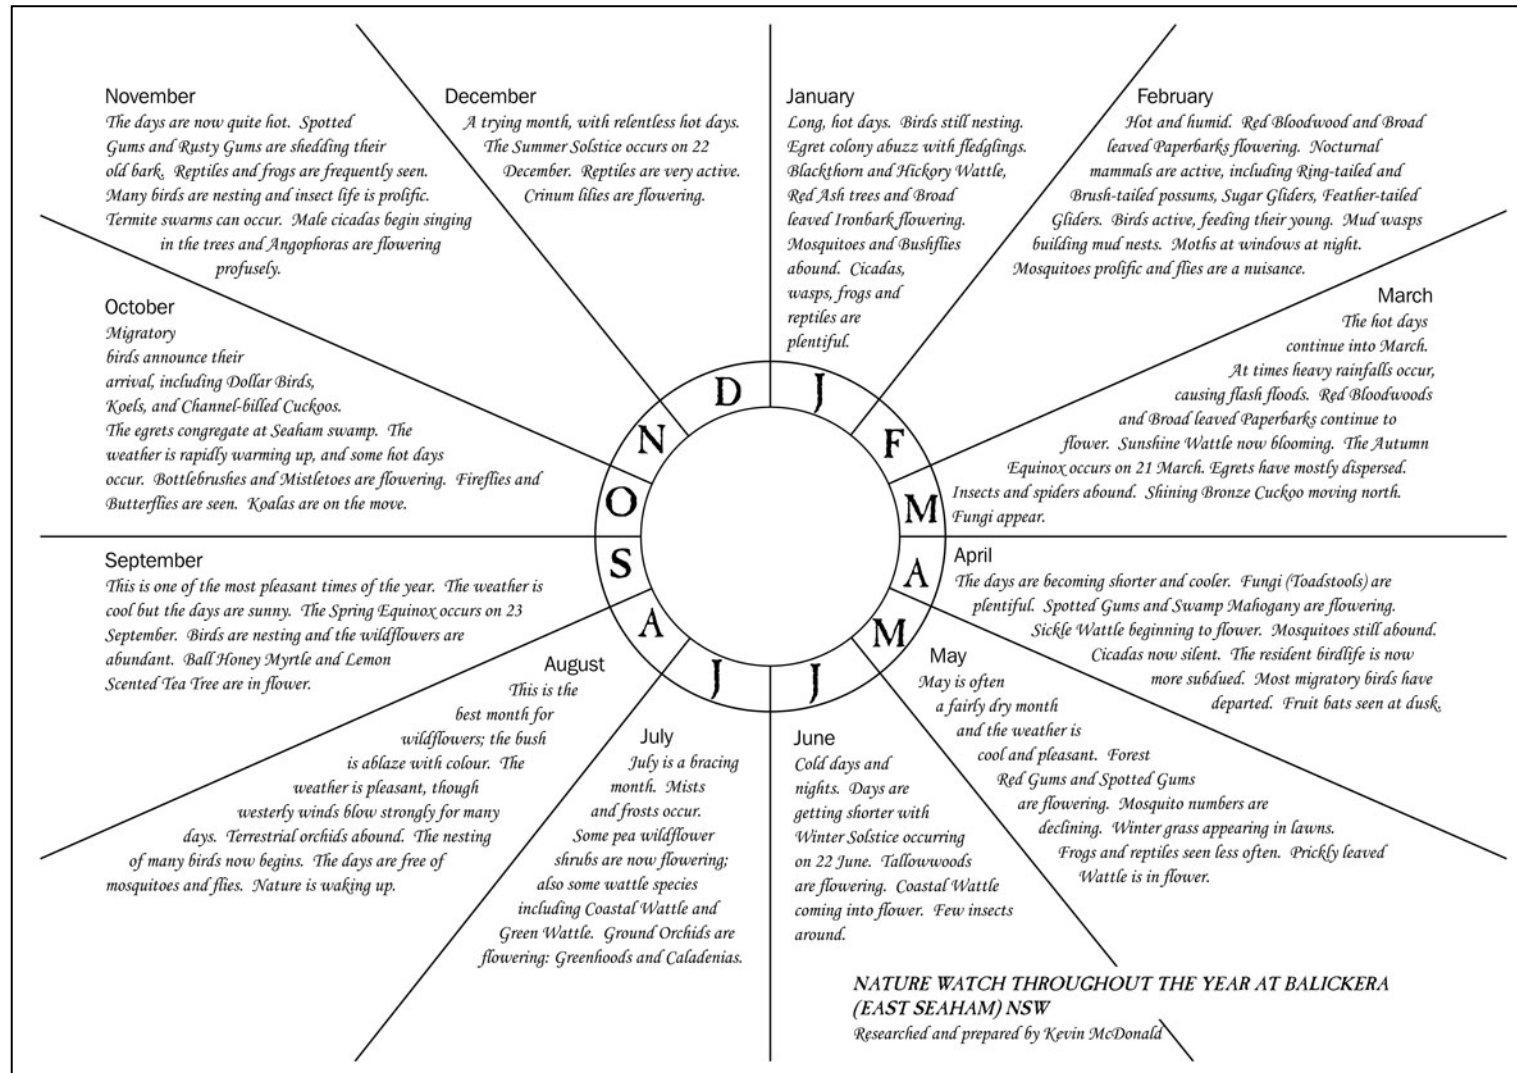 November
The days are now quite hot. Spotted
Gums and Rusty Gums are shedding their
old bark. Reptiles and frogs are frequently seen.
Many birds are nesting and insect life is prolific.
Termite swarms can occur. Male cicadas begin singing
in the trees and Angophoras are flowering
profusely.
December
A trying month, with relentless hot days.
The Summer Solstice occurs on 22
December. Reptiles are very active.
Crinum lilies are flowering.
January
Long, hot days. Birds still nesting.
Egret colony abuzz with fledglings.
Blackthorn and Hickory Wattle,
Red Ash trees and Broad
leaved Ironbark flowering.
Mosquitoes and Bushflies
abound. Cicadas,
wasps, frogs and
reptiles are
plentiful.
February
Hot and humid. Red Bloodwood and Broad
leaved Paperbarks flowering. Nocturnal
mammals are active, including Ring-tailed and
Brush-tailed possums, Sugar Gliders, Feather-tailed
Gliders. Birds active, feeding their young. Mud wasps
building mud nests. Moths at windows at night.
Mosquitoes prolific and flies are a nuisance.
March
The hot days
continue into March.
At times heavy rainfalls occur,
causing flash floods. Red Bloodwoods
and Broad leaved Paperbarks continue to
flower. Sunshine Wattle now blooming. The Autumn
Equinox occurs on 21 March. Egrets have mostly dispersed.
Insects and spiders abound. Shining Bronze Cuckoo moving north.
Fungi appear.
October
Migratory
birds announce their
arrival, including Dollar Birds,
Koels, and Channel-billed Cuckoos.
The egrets congregate at Seaham swamp. The
weather is rapidly warming up, and some hot days
occur. Bottlebrushes and Mistletoes are flowering. Fireflies and
Butterflies are seen. Koalas are on the move.
D
J
N
F
O
M
S
A
A
M
J
J
September
This is one of the most pleasant times of the year. The weather is
cool but the days are sunny. The Spring Equinox occurs on 23
September. Birds are nesting and the wildflowers are
abundant. Ball Honey Myrtle and Lemon
Scented Tea Tree are in flower.
April
The days are becoming shorter and cooler. Fungi (Toadstools) are
plentiful. Spotted Gums and Swamp Mahogany are flowering.
Sickle Wattle beginning to flower. Mosquitoes still abound.
Cicadas now silent. The resident birdlife is now
more subdued. Most migratory birds have
departed. Fruit bats seen at dusk.
August
This is the
best month for
wildflowers; the bush
is ablaze with colour. The
weather is pleasant, though
westerly winds blow strongly for many
days. Terrestrial orchids abound. The nesting
of many birds now begins. The days are free of
mosquitoes and flies. Nature is waking up.
July
July is a bracing
month. Mists
and frosts occur.
Some pea wildflower
shrubs are now flowering;
also some wattle species
including Coastal Wattle and
Green Wattle. Ground Orchids are
flowering: Greenhoods and Caladenias.
June
Cold days and
nights. Days are
getting shorter with
Winter Solstice occurring
on 22 June. Tallowwoods
are flowering. Coastal Wattle
coming into flower. Few insects
around.
May
May is often
a fairly dry month
and the weather is
cool and pleasant. Forest
Red Gums and Spotted Gums
are flowering. Mosquito numbers are
declining. Winter grass appearing in lawns.
Frogs and reptiles seen less often. Prickly leaved
Wattle is in flower.
NATURE WATCH THROUGHOUT THE YEAR AT BALICKERA
(EAST SEAHAM) NSW
Researched and prepared by Kevin McDonald